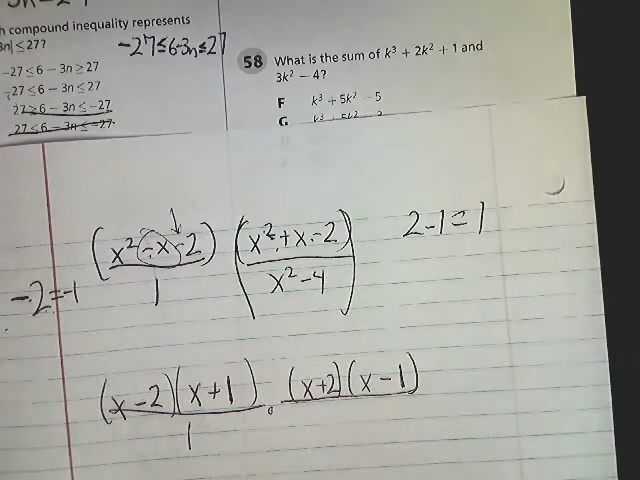 h compound inequality represents
3n| ≤ 27?
-27 ≤ 6-3n ≤ 27
-27 ≤ 6 - 3n ≥ 27
-27 ≤ 6 - 3n ≤ 27
27 ≥ 6 - 3n ≤ -27
27 ≤ 6 - 3n ≤ -27
58 What is the sum of k³ + 2k² + 1 and
3k² - 4?
F k³ + 5k² - 5
G
(x² - x - 2) (x² + x - 2) 2-1=1
1 x² - 4
-2=-1
(x-2)(x+1) · (x+2)(x-1)
1